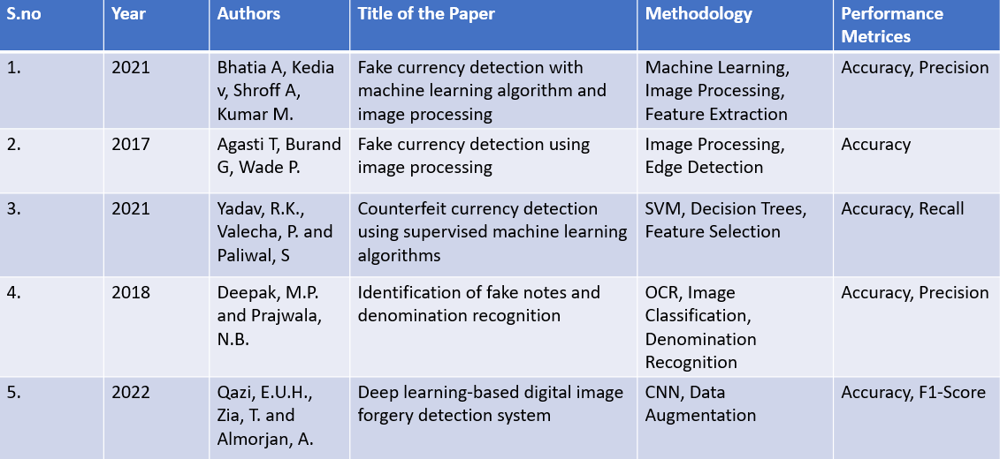 S.no Year Authors Title of the Paper Methodology Performance
Metrices
1. 2021 Bhatia A, Kedia Fake currency detection with Machine Learning, Accuracy, Precision
v, Shroff A, machine learning algorithm and Image Processing,
Kumar M. image processing Feature Extraction
2. 2017 Agasti T, Burand Fake currency detection using Image Processing, Accuracy
G, Wade P. image processing Edge Detection
3. 2021 Yadav, R.K., Counterfeit currency detection SVM, Decision Trees, Accuracy, Recall
Valecha, P. and using supervised machine learning Feature Selection
Paliwal, S algorithms
4. 2018 Deepak, M.P. Identification of fake notes and OCR, Image Accuracy, Precision
and Prajwala, denomination recognition Classification,
N.B. Denomination
Recognition
5. 2022 Qazi, E.U.H., Deep learning-based digital image CNN, Data Accuracy, F1-Score
Zia, T. and forgery detection system Augmentation
Almorjan, A.